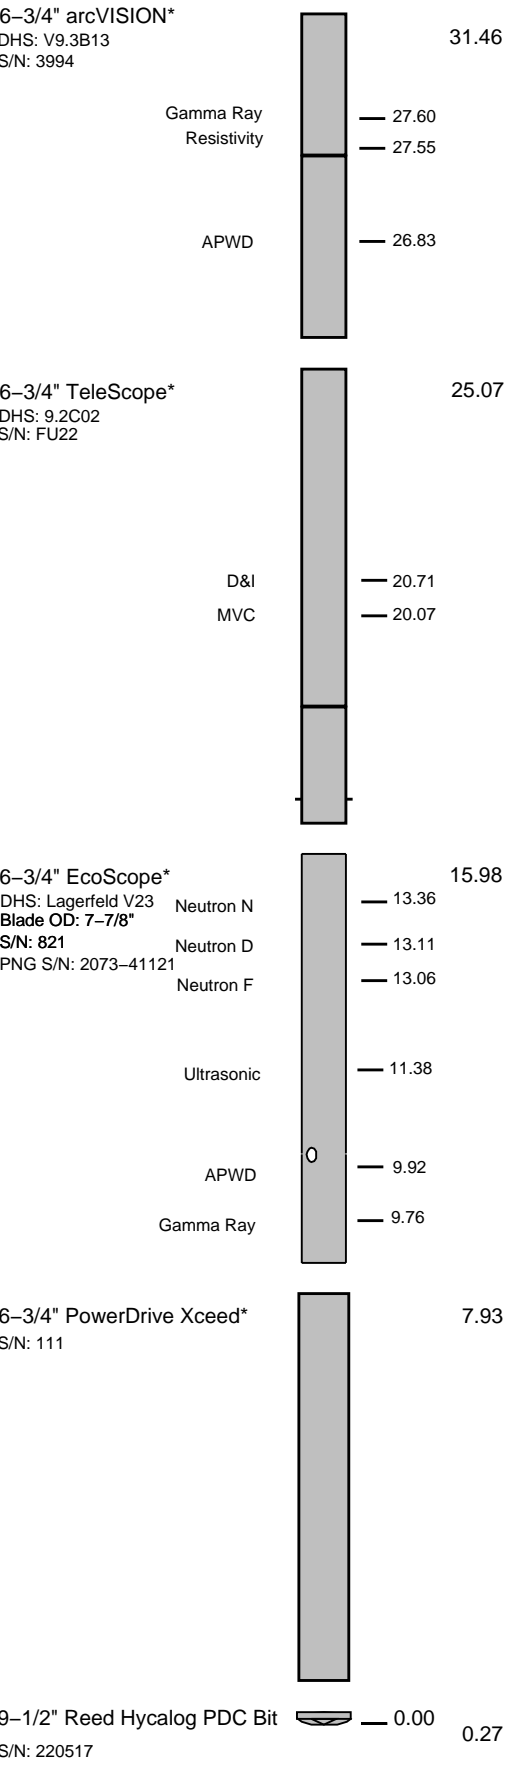 6−3/4" arcVISION*
31.46
DHS: V9.3B13
S/N: 3994
Gamma Ray 27.60
Resistivity 27.55
APWD 26.83
6−3/4" TeleScope*
25.07
DHS: 9.2C02
S/N: FU22
D&I 20.71
MVC 20.07
6−3/4" EcoScope*
15.98
DHS: Lagerfeld V23
Neutron N 13.36
Blade OD: 7−7/8"
S/N: 821
Neutron D 13.11
PNG S/N: 2073−41121
Neutron F 13.06
Ultrasonic 11.38
APWD 9.92
Gamma Ray 9.76
6−3/4" PowerDrive Xceed*
7.93
S/N: 111
9−1/2" Reed Hycalog PDC Bit 0.00
0.27
S/N: 220517